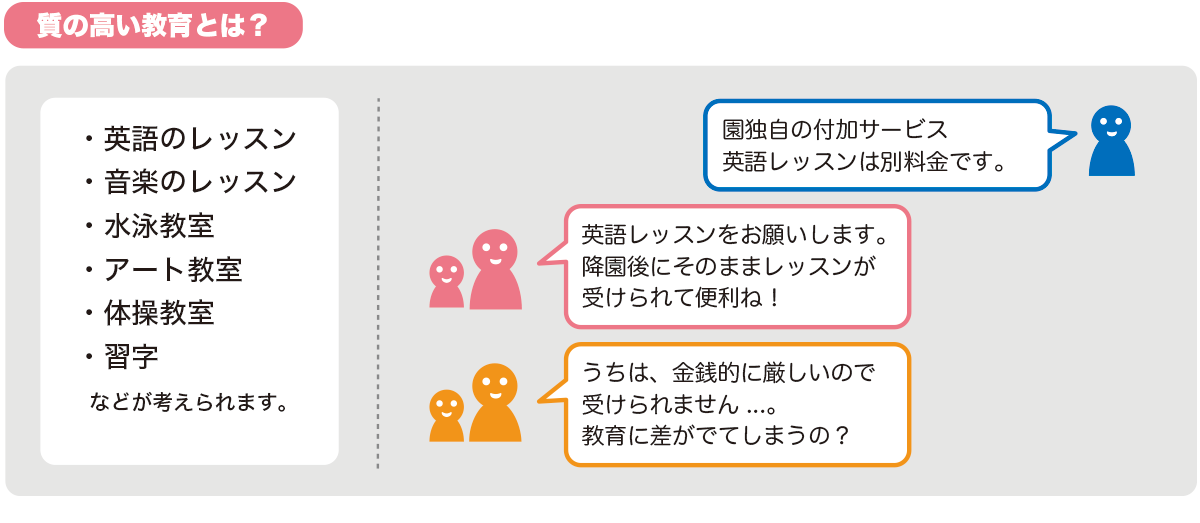 質の高い教育とは？
・英語のレッスン
・音楽のレッスン
・水泳教室
・アート教室
・体操教室
・習字
などが考えられます。
園独自の付加サービス
英語レッスンは別料金です。
英語レッスンをお願いします。
降園後にそのままレッスンが
受けられて便利ね！
うちは、金銭的に厳しいので
受けられません …。
教育に差がでてしまうの？